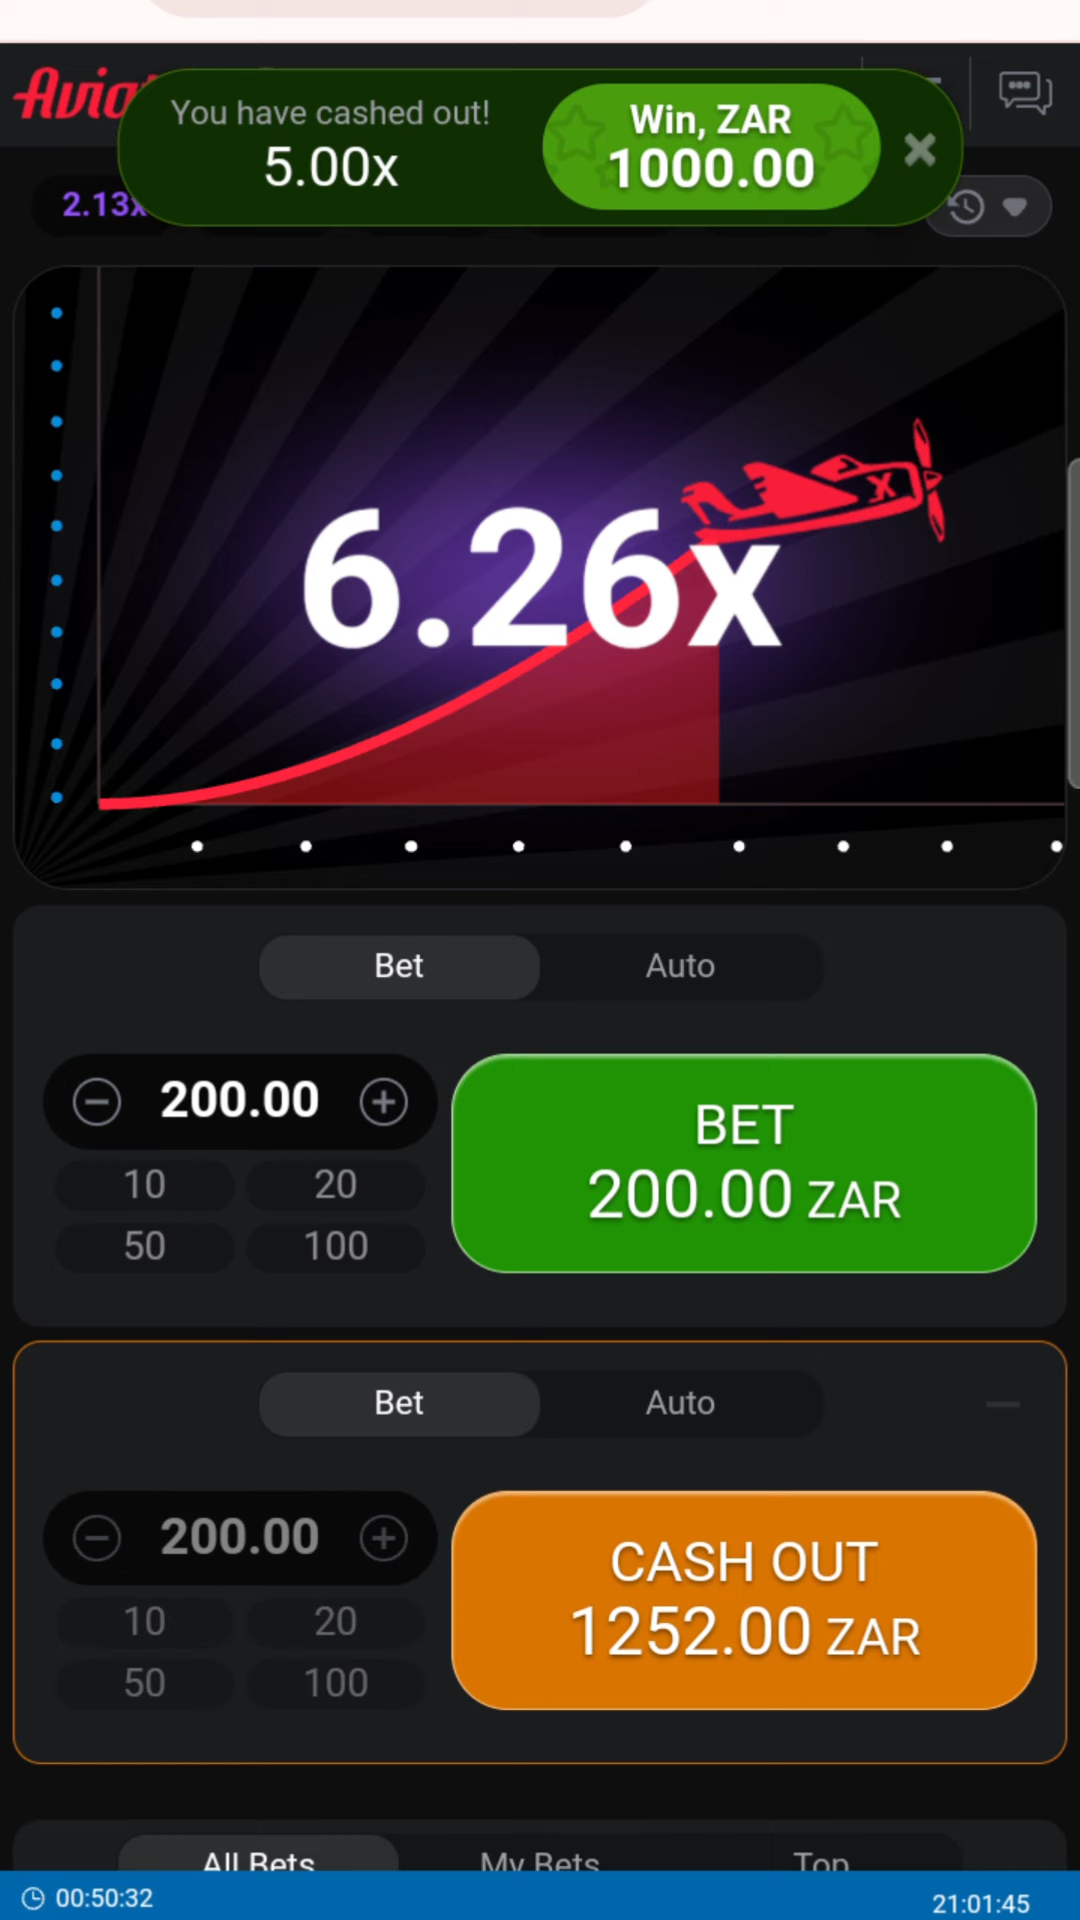 You have cashed out!
5.00x
Win, ZAR
1000.00
2.13x
6.26x
X
Bet
Auto
200.00
10
20
50
100
BET
200.00 ZAR
Bet
Auto
200.00
10
20
50
100
CASH OUT
1252.00 ZAR
All Bets
My Bets
Top
00:50:32
21:01:45